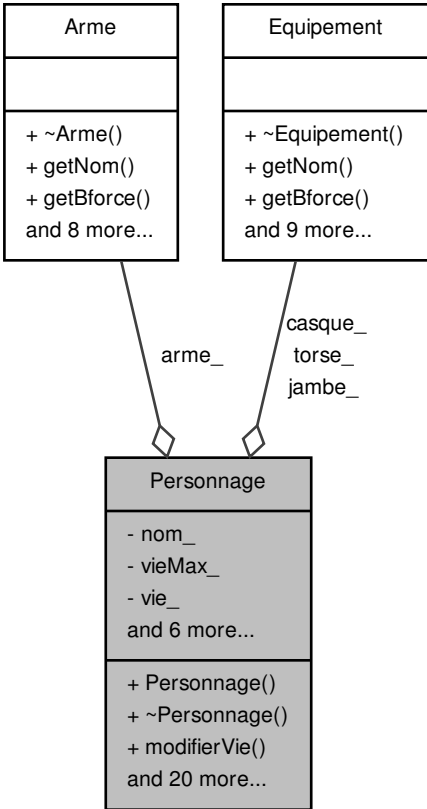 Arme
+ ~Arme()
+ getNom()
+ getBforce()
and 8 more...
Equipement
+ ~Equipement()
+ getNom()
+ getBforce()
and 9 more...
arme_
casque_
torse_
jambe_
Personnage
- nom_
- vieMax_
- vie_
and 6 more...
+ Personnage()
+ ~Personnage()
+ modifierVie()
and 20 more...